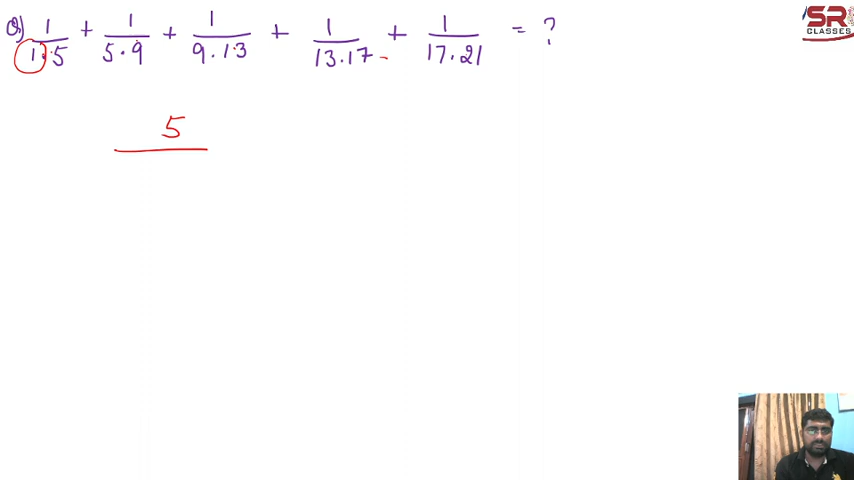 Q.) 1/1.5 + 1/5.9 + 1/9.13 + 1/13.17 + 1/17.21 = ?
SR
CLASSES
5